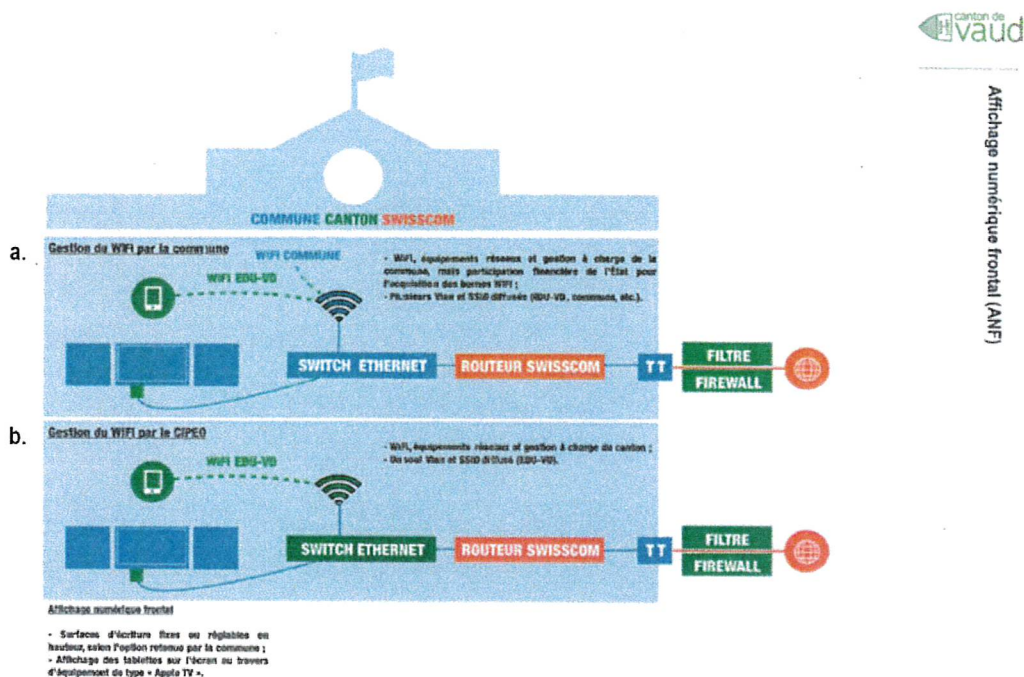 canton de
vaud
Affichage numérique frontal (ANF)
COMMUNE CANTON SWISSCOM
a.
Gestion du WIFI par la commune
WIFI COMMUNE
WIFI EDU-VD
- WIFI, équipements réseaux et gestion à charge de la
commune, mais participation financière de l'État pour
l'acquisition des bornes WIFI ;
- Plusieurs Vlan et SSID diffusés (EDU-VD, commune, etc.).
SWITCH ETHERNET
ROUTEUR SWISSCOM
TT
FILTRE
FIREWALL
b.
Gestion du WIFI par le CIPEO
WIFI EDU-VD
- WIFI, équipements réseaux et gestion à charge du canton ;
- Un seul Vlan et SSID diffusé (EDU-VD).
SWITCH ETHERNET
ROUTEUR SWISSCOM
TT
FILTRE
FIREWALL
Affichage numérique frontal
- Surfaces d'écriture fixes ou réglables en
hauteur, selon l'option retenue par la commune ;
- Affichage des tablettes sur l'écran au travers
d'équipement de type « Apple TV ».